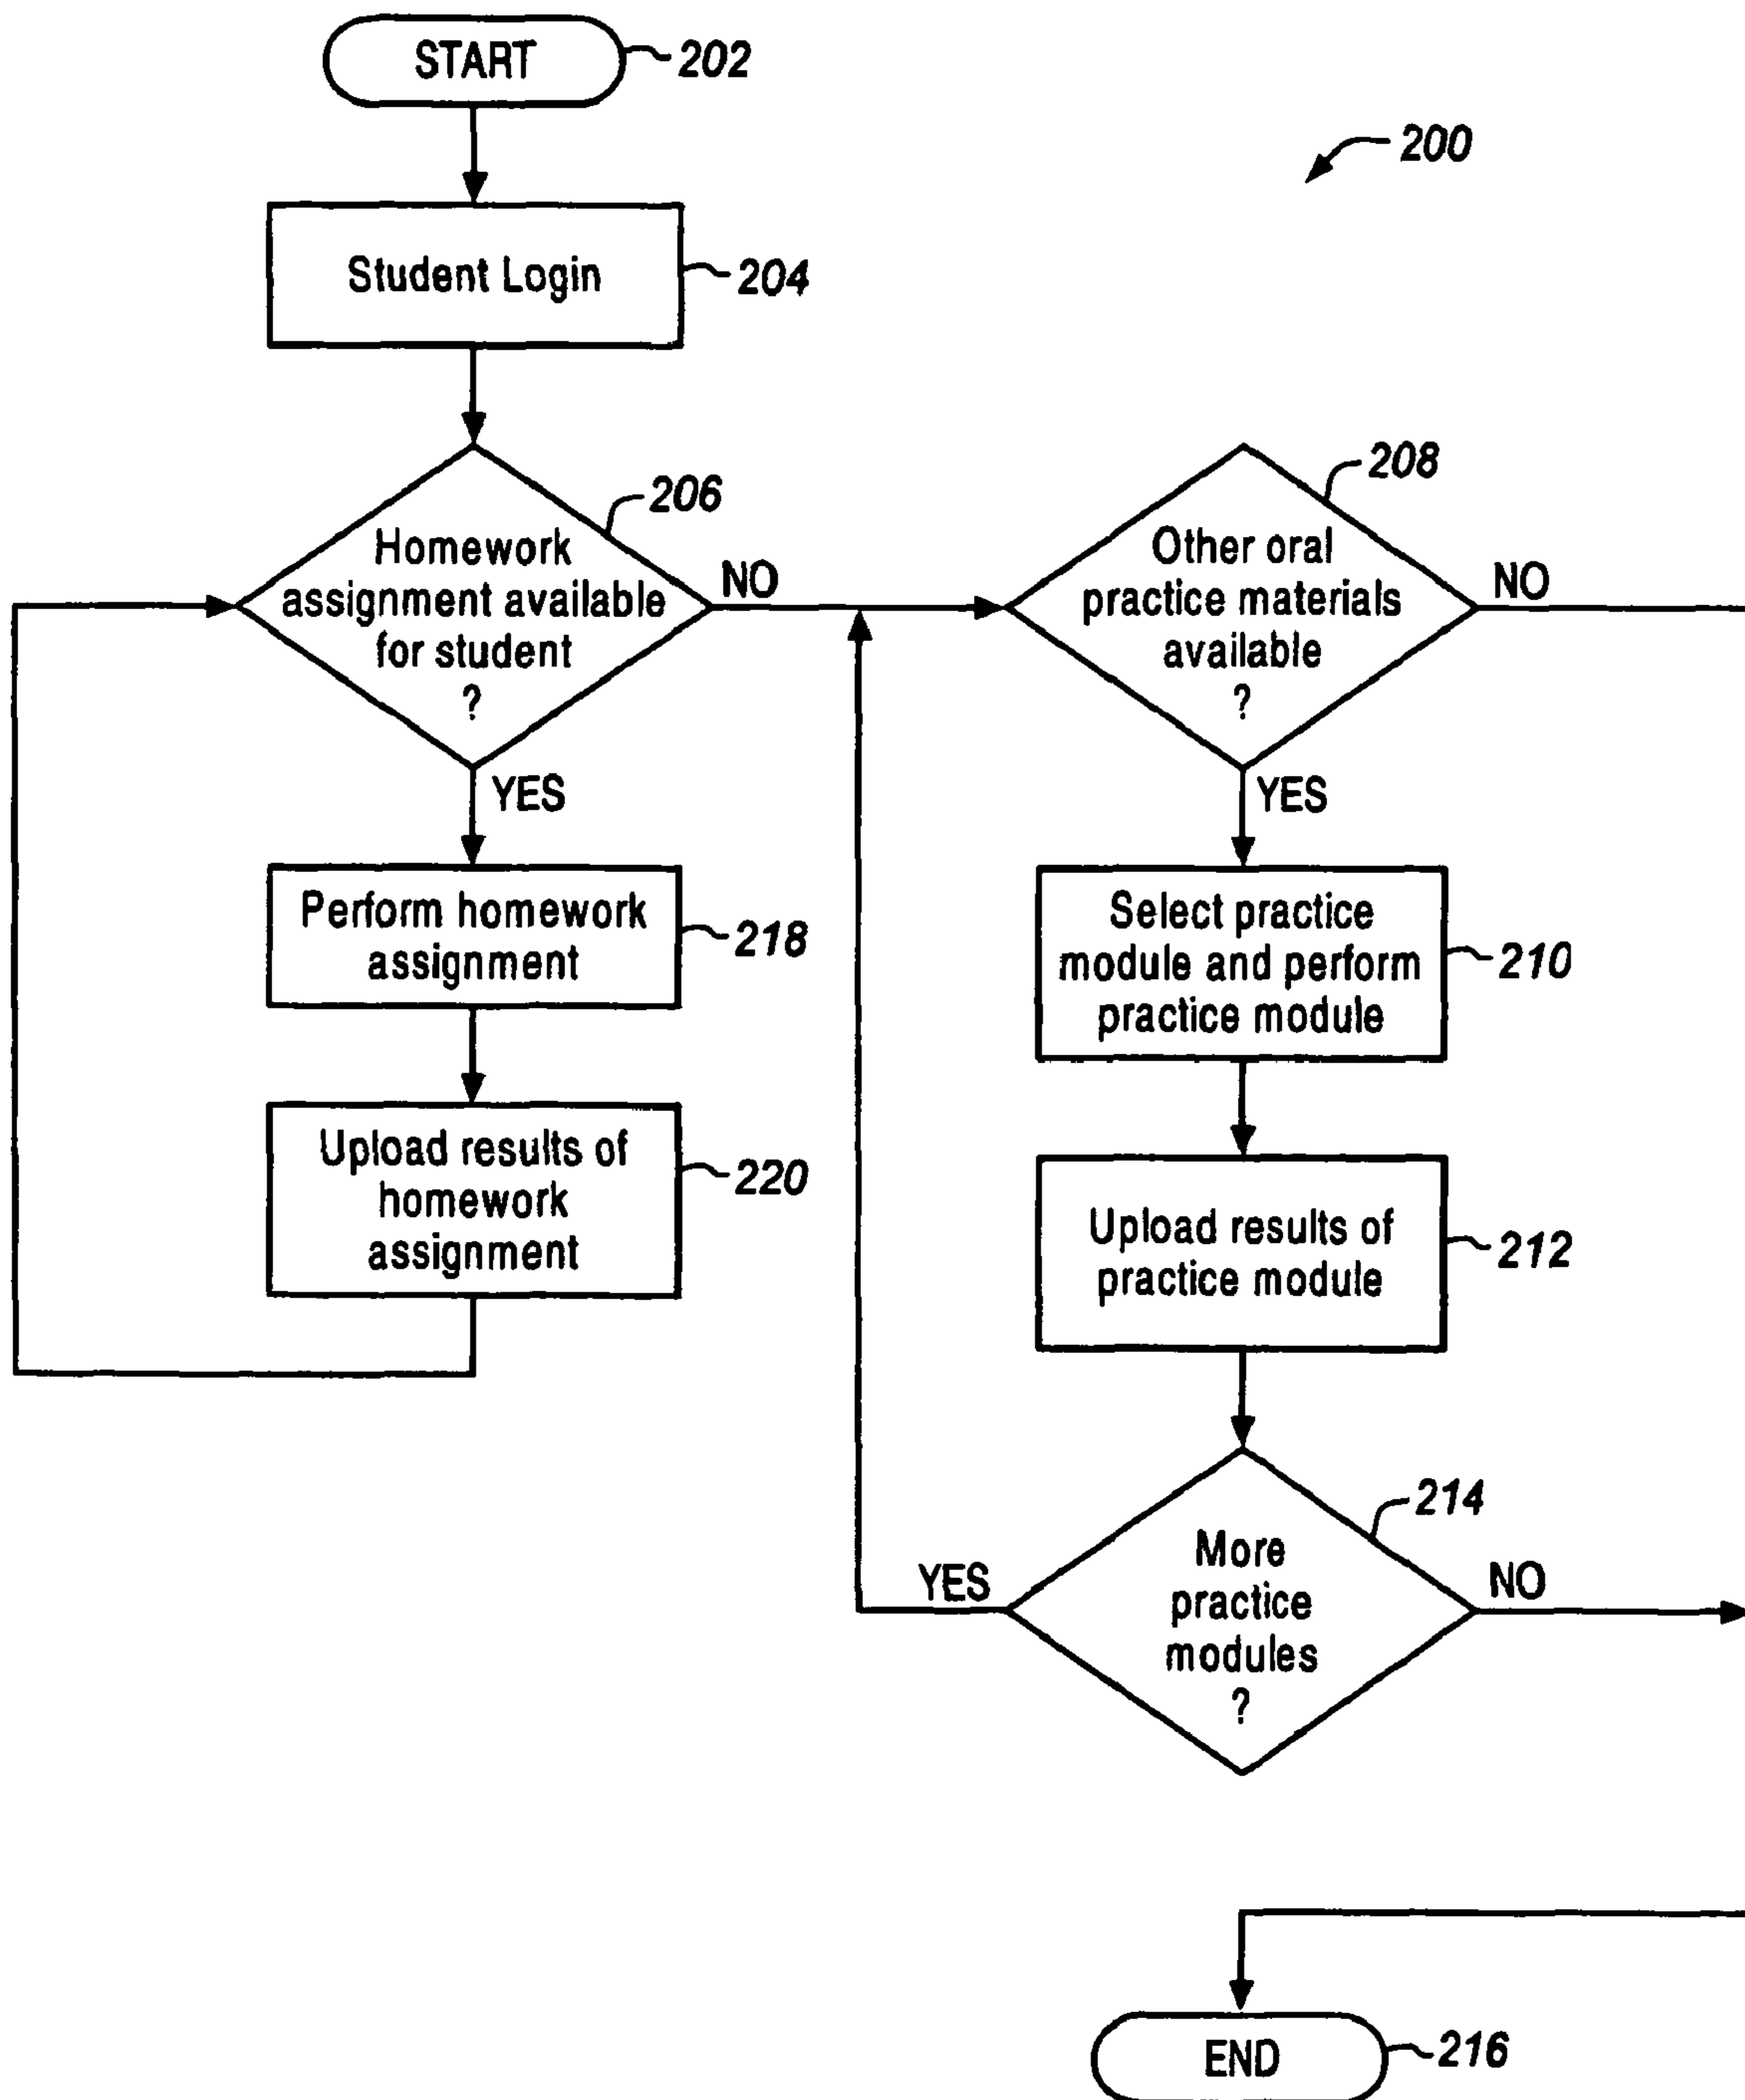 START
202
200
Student Login
204
206
Homework
assignment available
for student
?
NO
YES
208
Other oral
practice materials
available
?
NO
YES
Perform homework
assignment
218
Select practice
module and perform
practice module
210
Upload results of
homework
assignment
220
Upload results of
practice module
212
214
More
practice
modules
?
YES
NO
END
216